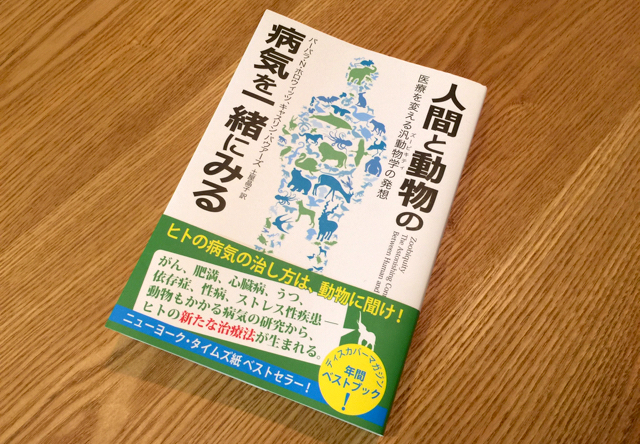 人間と動物の
病気を一緒にみる
医療を変える汎動物学の発想
ズービキティ
バーバラ・N・ホロウィッツ、キャスリン・バウアーズ
土屋晶子 訳
Zoobiquity
The Astonishing Con
Between Human and
ヒトの病気の治し方は、動物に聞け！
がん、肥満、心臓病、うつ、
依存症、性病、ストレス性疾患―
動物もかかる病気の研究から、
ヒトの新たな治療法が生まれる。
ニューヨーク・タイムズ紙 ベストセラー！
ディスカバーマガジン
年間
ベストブック
！